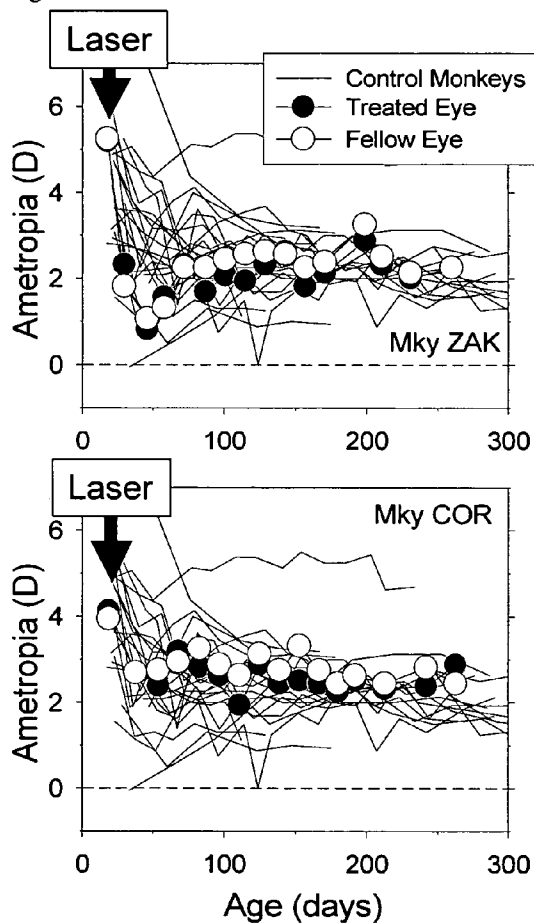 Laser
Control Monkeys
Treated Eye
Fellow Eye
6
4
2
0
Ametropia (D)
Mky ZAK
0 100 200 300
Laser
Mky COR
6
4
2
0
Ametropia (D)
0 100 200 300
Age (days)